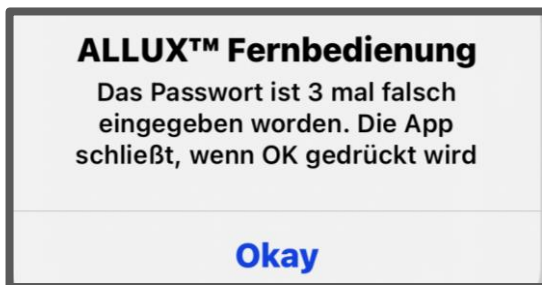 ALLUX™ Fernbedienung
Das Passwort ist 3 mal falsch
eingegeben worden. Die App
schließt, wenn OK gedrückt wird
Okay